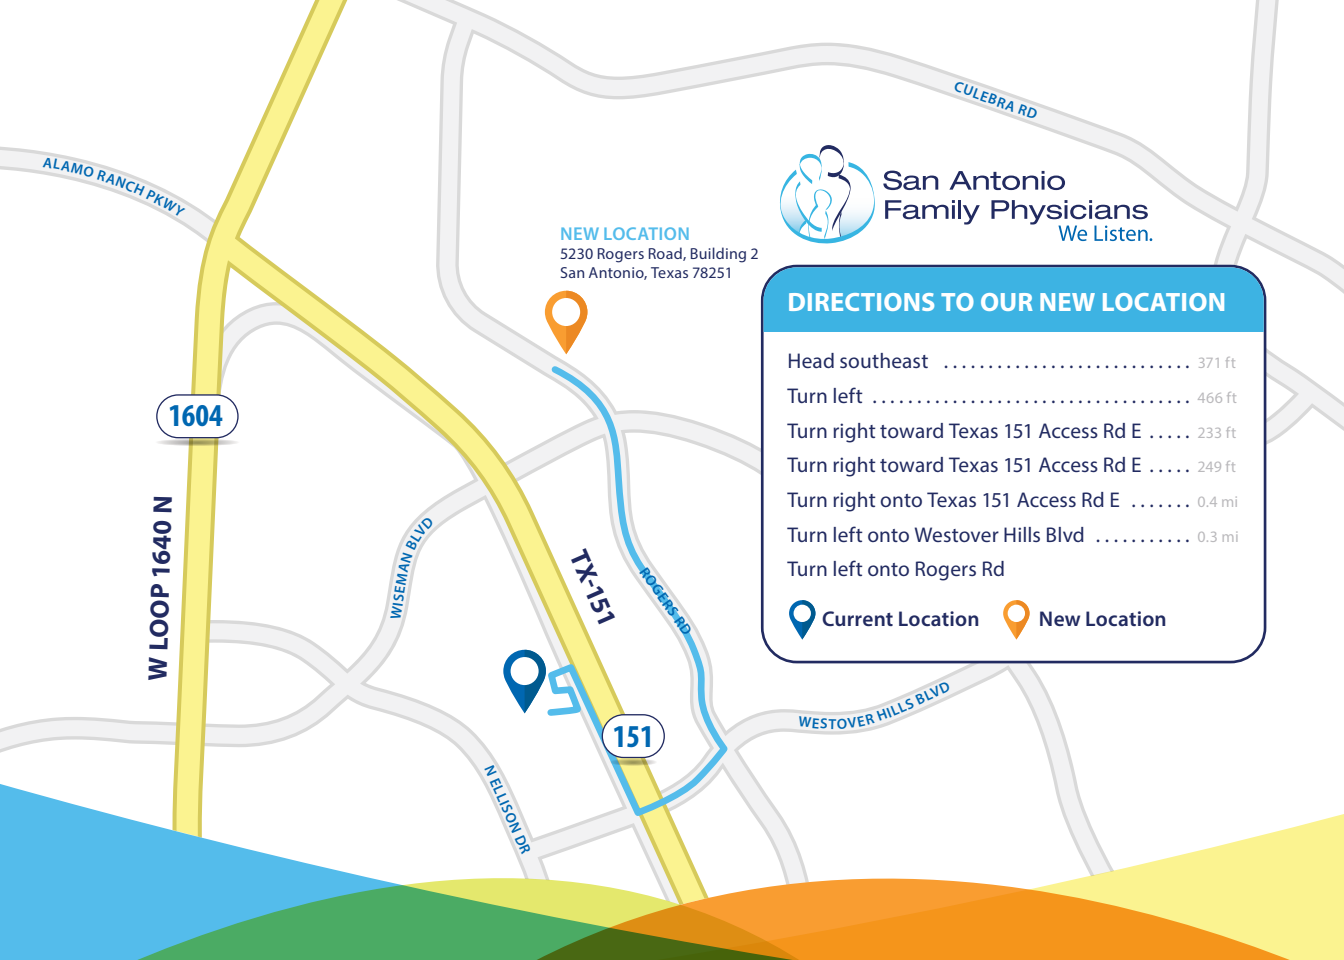 CULEBRA RD
ALAMO RANCH PKWY
San Antonio
Family Physicians
We Listen.
NEW LOCATION
5230 Rogers Road, Building 2
San Antonio, Texas 78251
DIRECTIONS TO OUR NEW LOCATION
Head southeast ............................ 371 ft
Turn left .................................... 466 ft
Turn right toward Texas 151 Access Rd E ..... 233 ft
Turn right toward Texas 151 Access Rd E ..... 249 ft
Turn right onto Texas 151 Access Rd E ....... 0.4 mi
Turn left onto Westover Hills Blvd ........... 0.3 mi
Turn left onto Rogers Rd
Current Location New Location
1604
W LOOP 1640 N
WISEMAN BLVD
TX-151
ROGERS RD
151
WESTOVER HILLS BLVD
N ELLISON DR